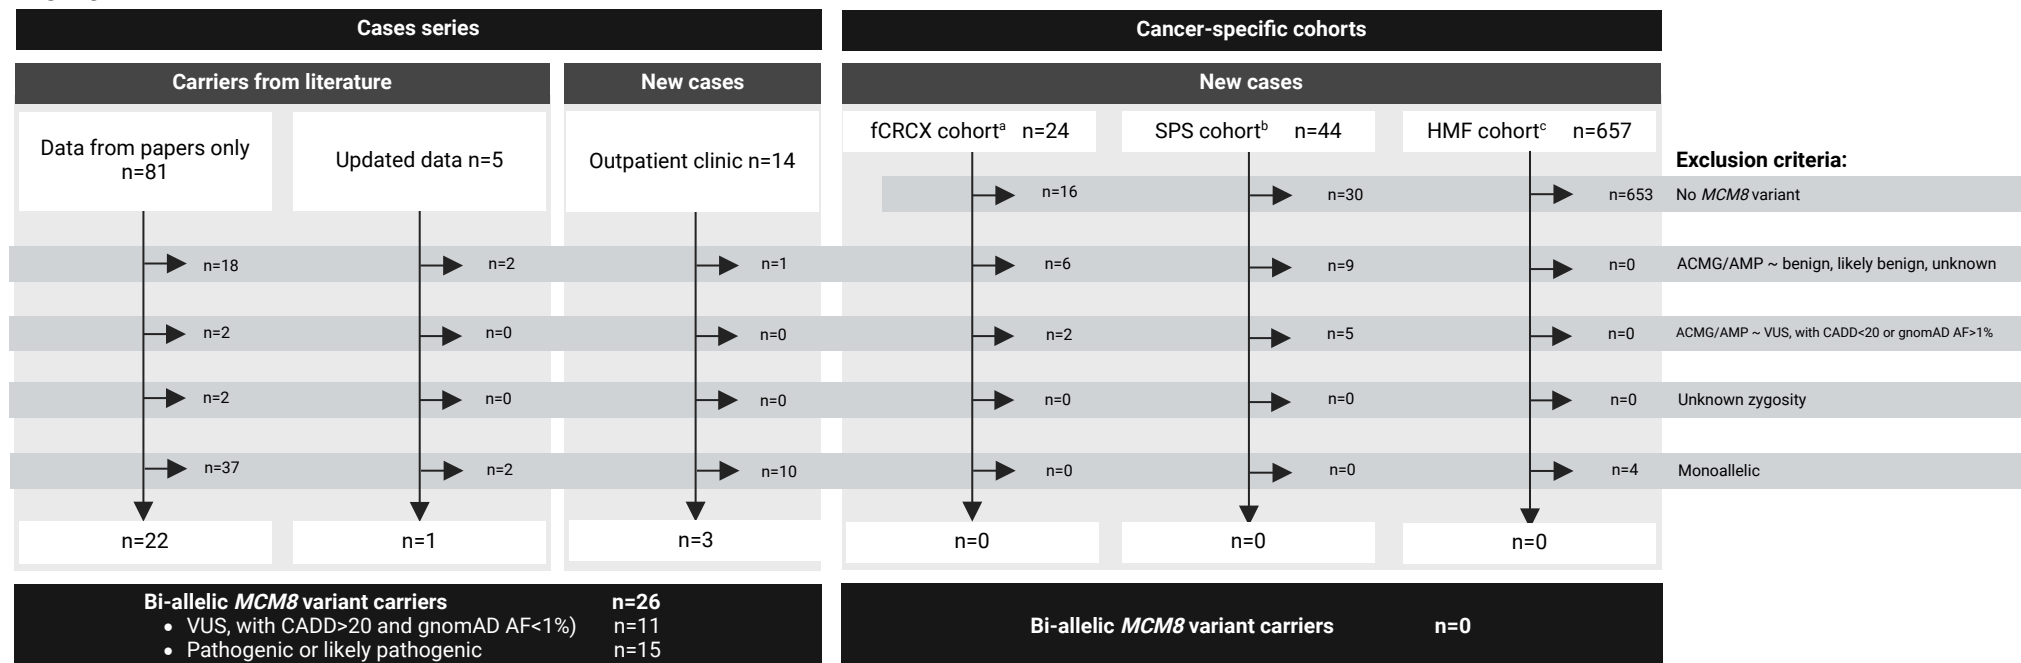 Cases series
Cancer-specific cohorts
Carriers from literature
New cases
New cases
Data from papers only
n=81
Updated data n=5
Outpatient clinic n=14
fCRCX cohortᵃ n=24
SPS cohortᵇ n=44
HMF cohortᶜ n=657
Exclusion criteria:
n=16
n=30
n=653
No MCM8 variant
n=18
n=2
n=1
n=6
n=9
n=0
ACMG/AMP ~ benign, likely benign, unknown
n=2
n=0
n=0
n=2
n=5
n=0
ACMG/AMP ~ VUS, with CADD<20 or gnomAD AF>1%
n=2
n=0
n=0
n=0
n=0
n=0
Unknown zygosity
n=37
n=2
n=10
n=0
n=0
n=4
Monoallelic
n=22
n=1
n=3
n=0
n=0
n=0
Bi-allelic MCM8 variant carriers n=26
• VUS, with CADD>20 and gnomAD AF<1%) n=11
• Pathogenic or likely pathogenic n=15
Bi-allelic MCM8 variant carriers n=0